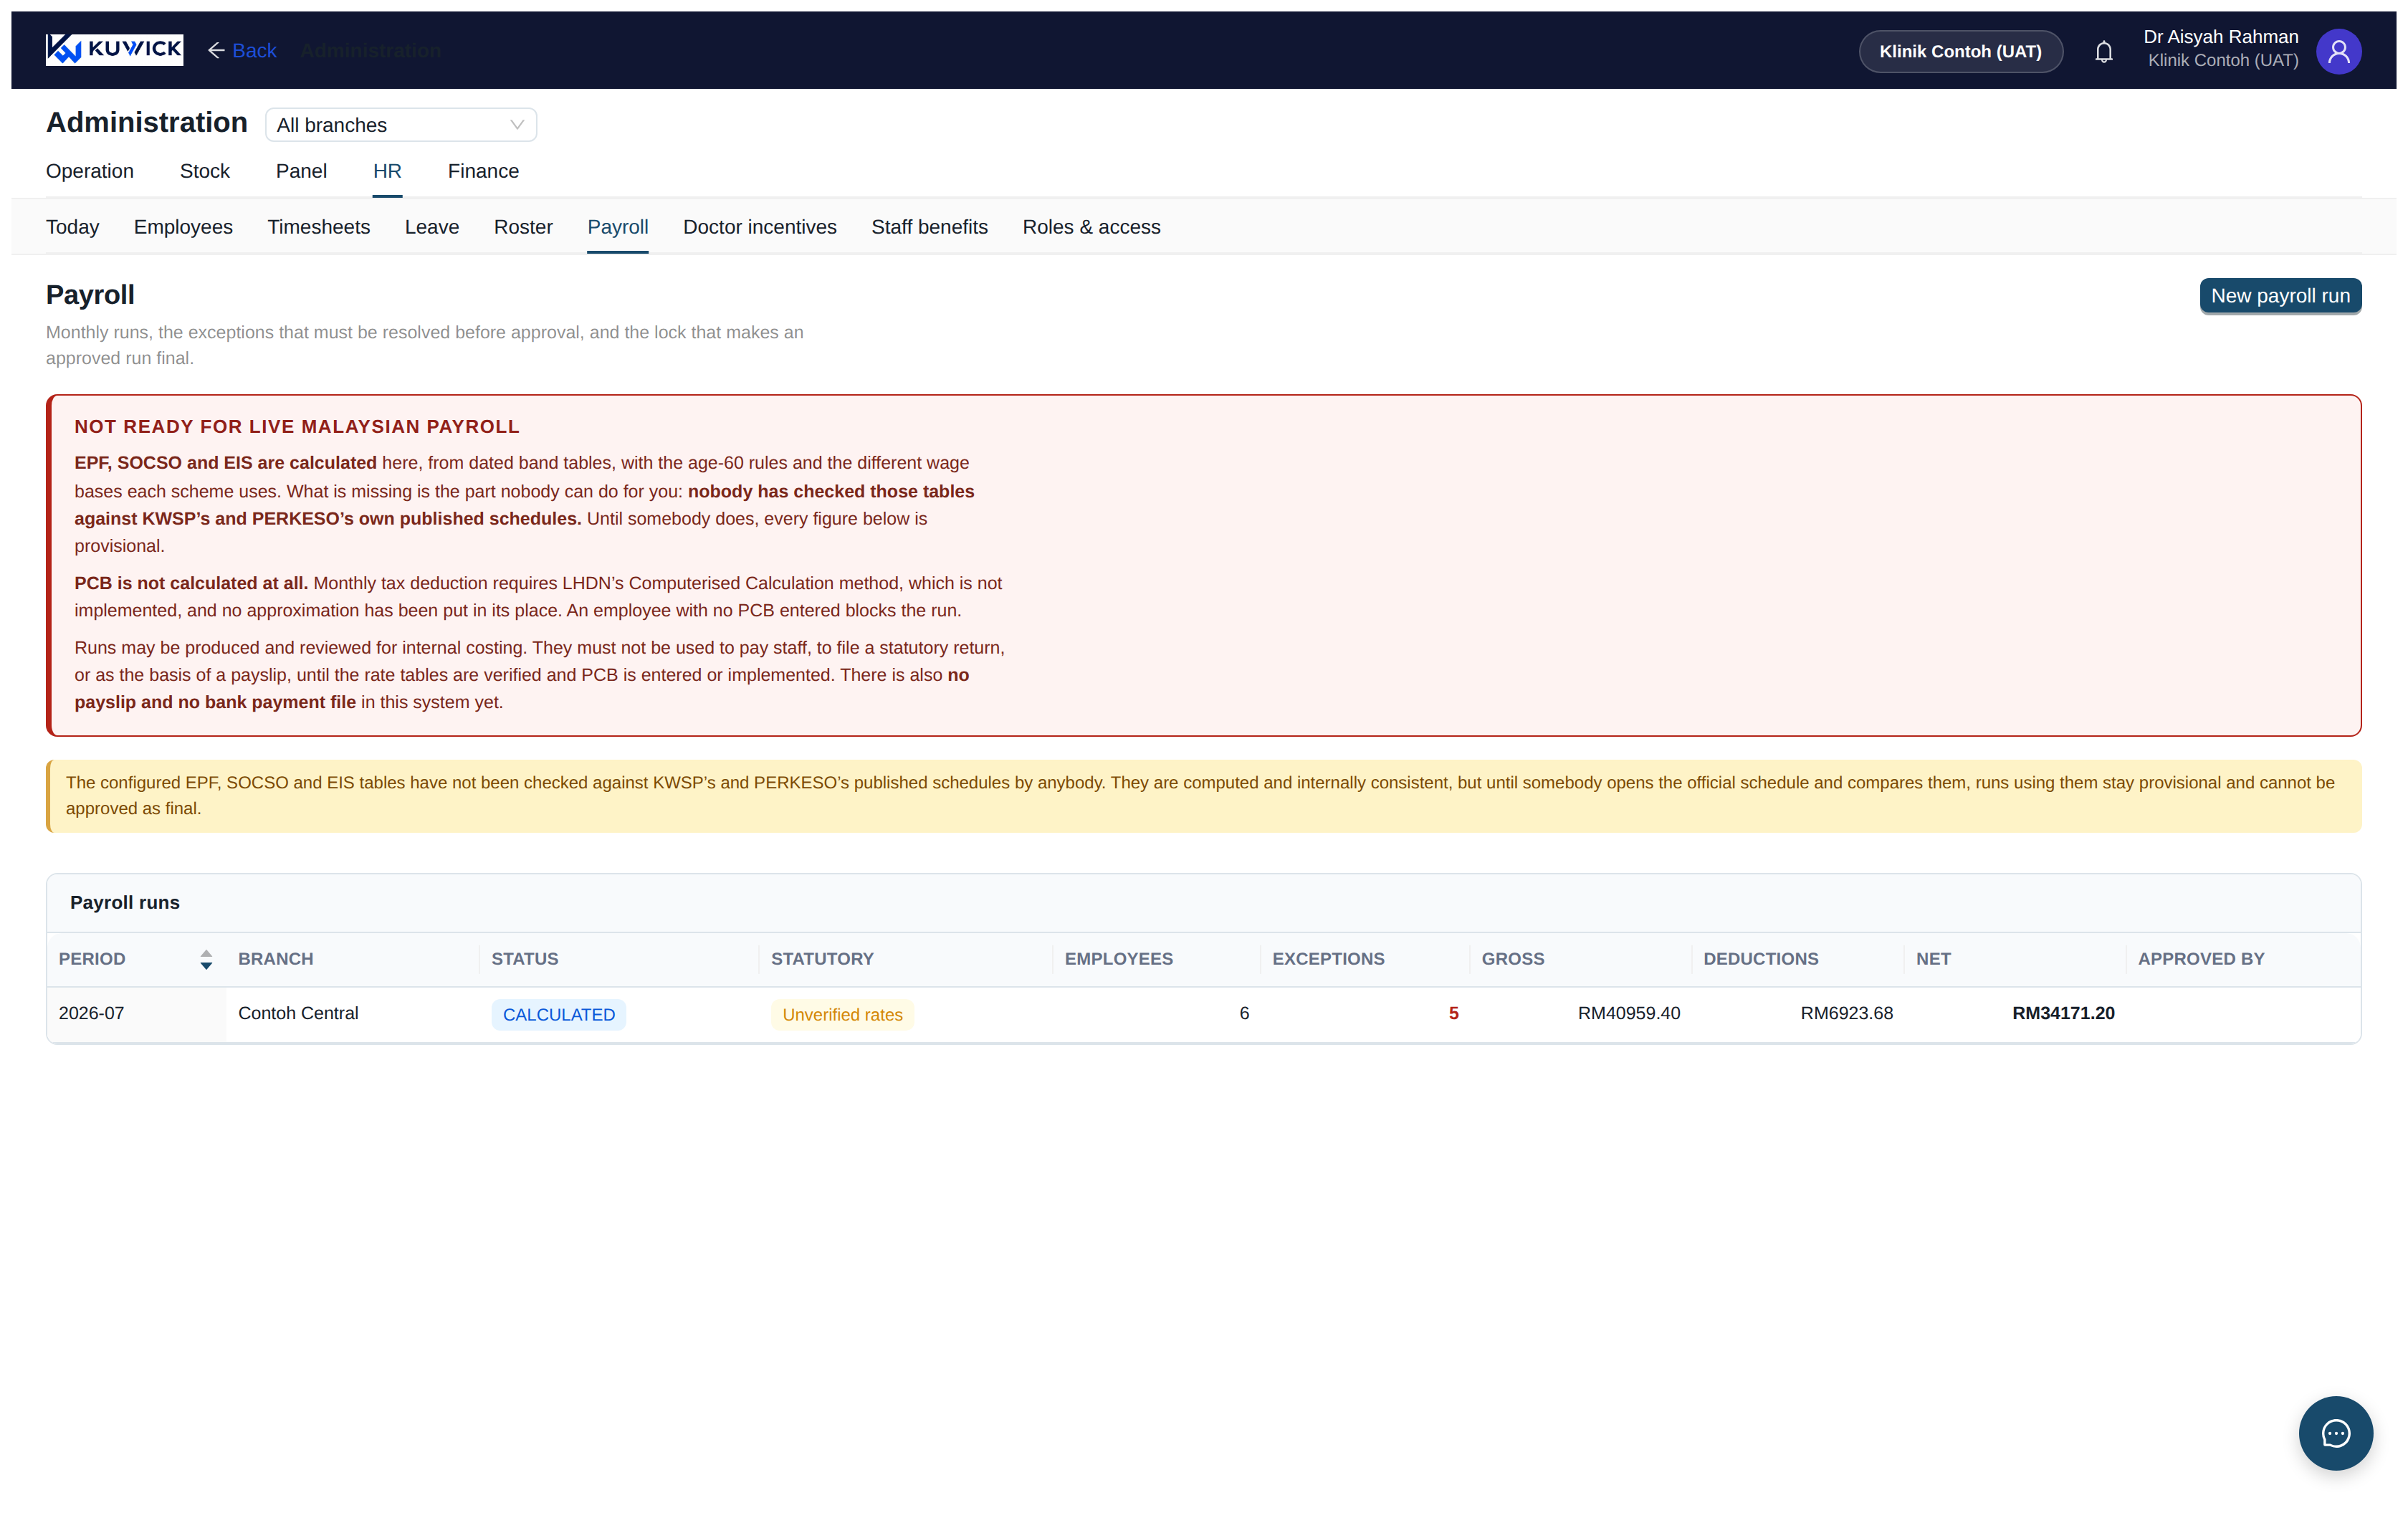 KUWICK
Back Administration
Klinik Contoh (UAT)
Dr Aisyah Rahman
Klinik Contoh (UAT)
Administration
All branches
Operation Stock Panel HR Finance
Today Employees Timesheets Leave Roster Payroll Doctor incentives Staff benefits Roles & access
Payroll
New payroll run
Monthly runs, the exceptions that must be resolved before approval, and the lock that makes an
approved run final.
NOT READY FOR LIVE MALAYSIAN PAYROLL
EPF, SOCSO and EIS are calculated here, from dated band tables, with the age-60 rules and the different wage
bases each scheme uses. What is missing is the part nobody can do for you: nobody has checked those tables
against KWSP’s and PERKESO’s own published schedules. Until somebody does, every figure below is
provisional.
PCB is not calculated at all. Monthly tax deduction requires LHDN’s Computerised Calculation method, which is not
implemented, and no approximation has been put in its place. An employee with no PCB entered blocks the run.
Runs may be produced and reviewed for internal costing. They must not be used to pay staff, to file a statutory return,
or as the basis of a payslip, until the rate tables are verified and PCB is entered or implemented. There is also no
payslip and no bank payment file in this system yet.
The configured EPF, SOCSO and EIS tables have not been checked against KWSP’s and PERKESO’s published schedules by anybody. They are computed and internally consistent, but until somebody opens the official schedule and compares them, runs using them stay provisional and cannot be
approved as final.
Payroll runs
PERIOD BRANCH STATUS STATUTORY EMPLOYEES EXCEPTIONS GROSS DEDUCTIONS NET APPROVED BY
2026-07 Contoh Central CALCULATED Unverified rates 6 5 RM40959.40 RM6923.68 RM34171.20